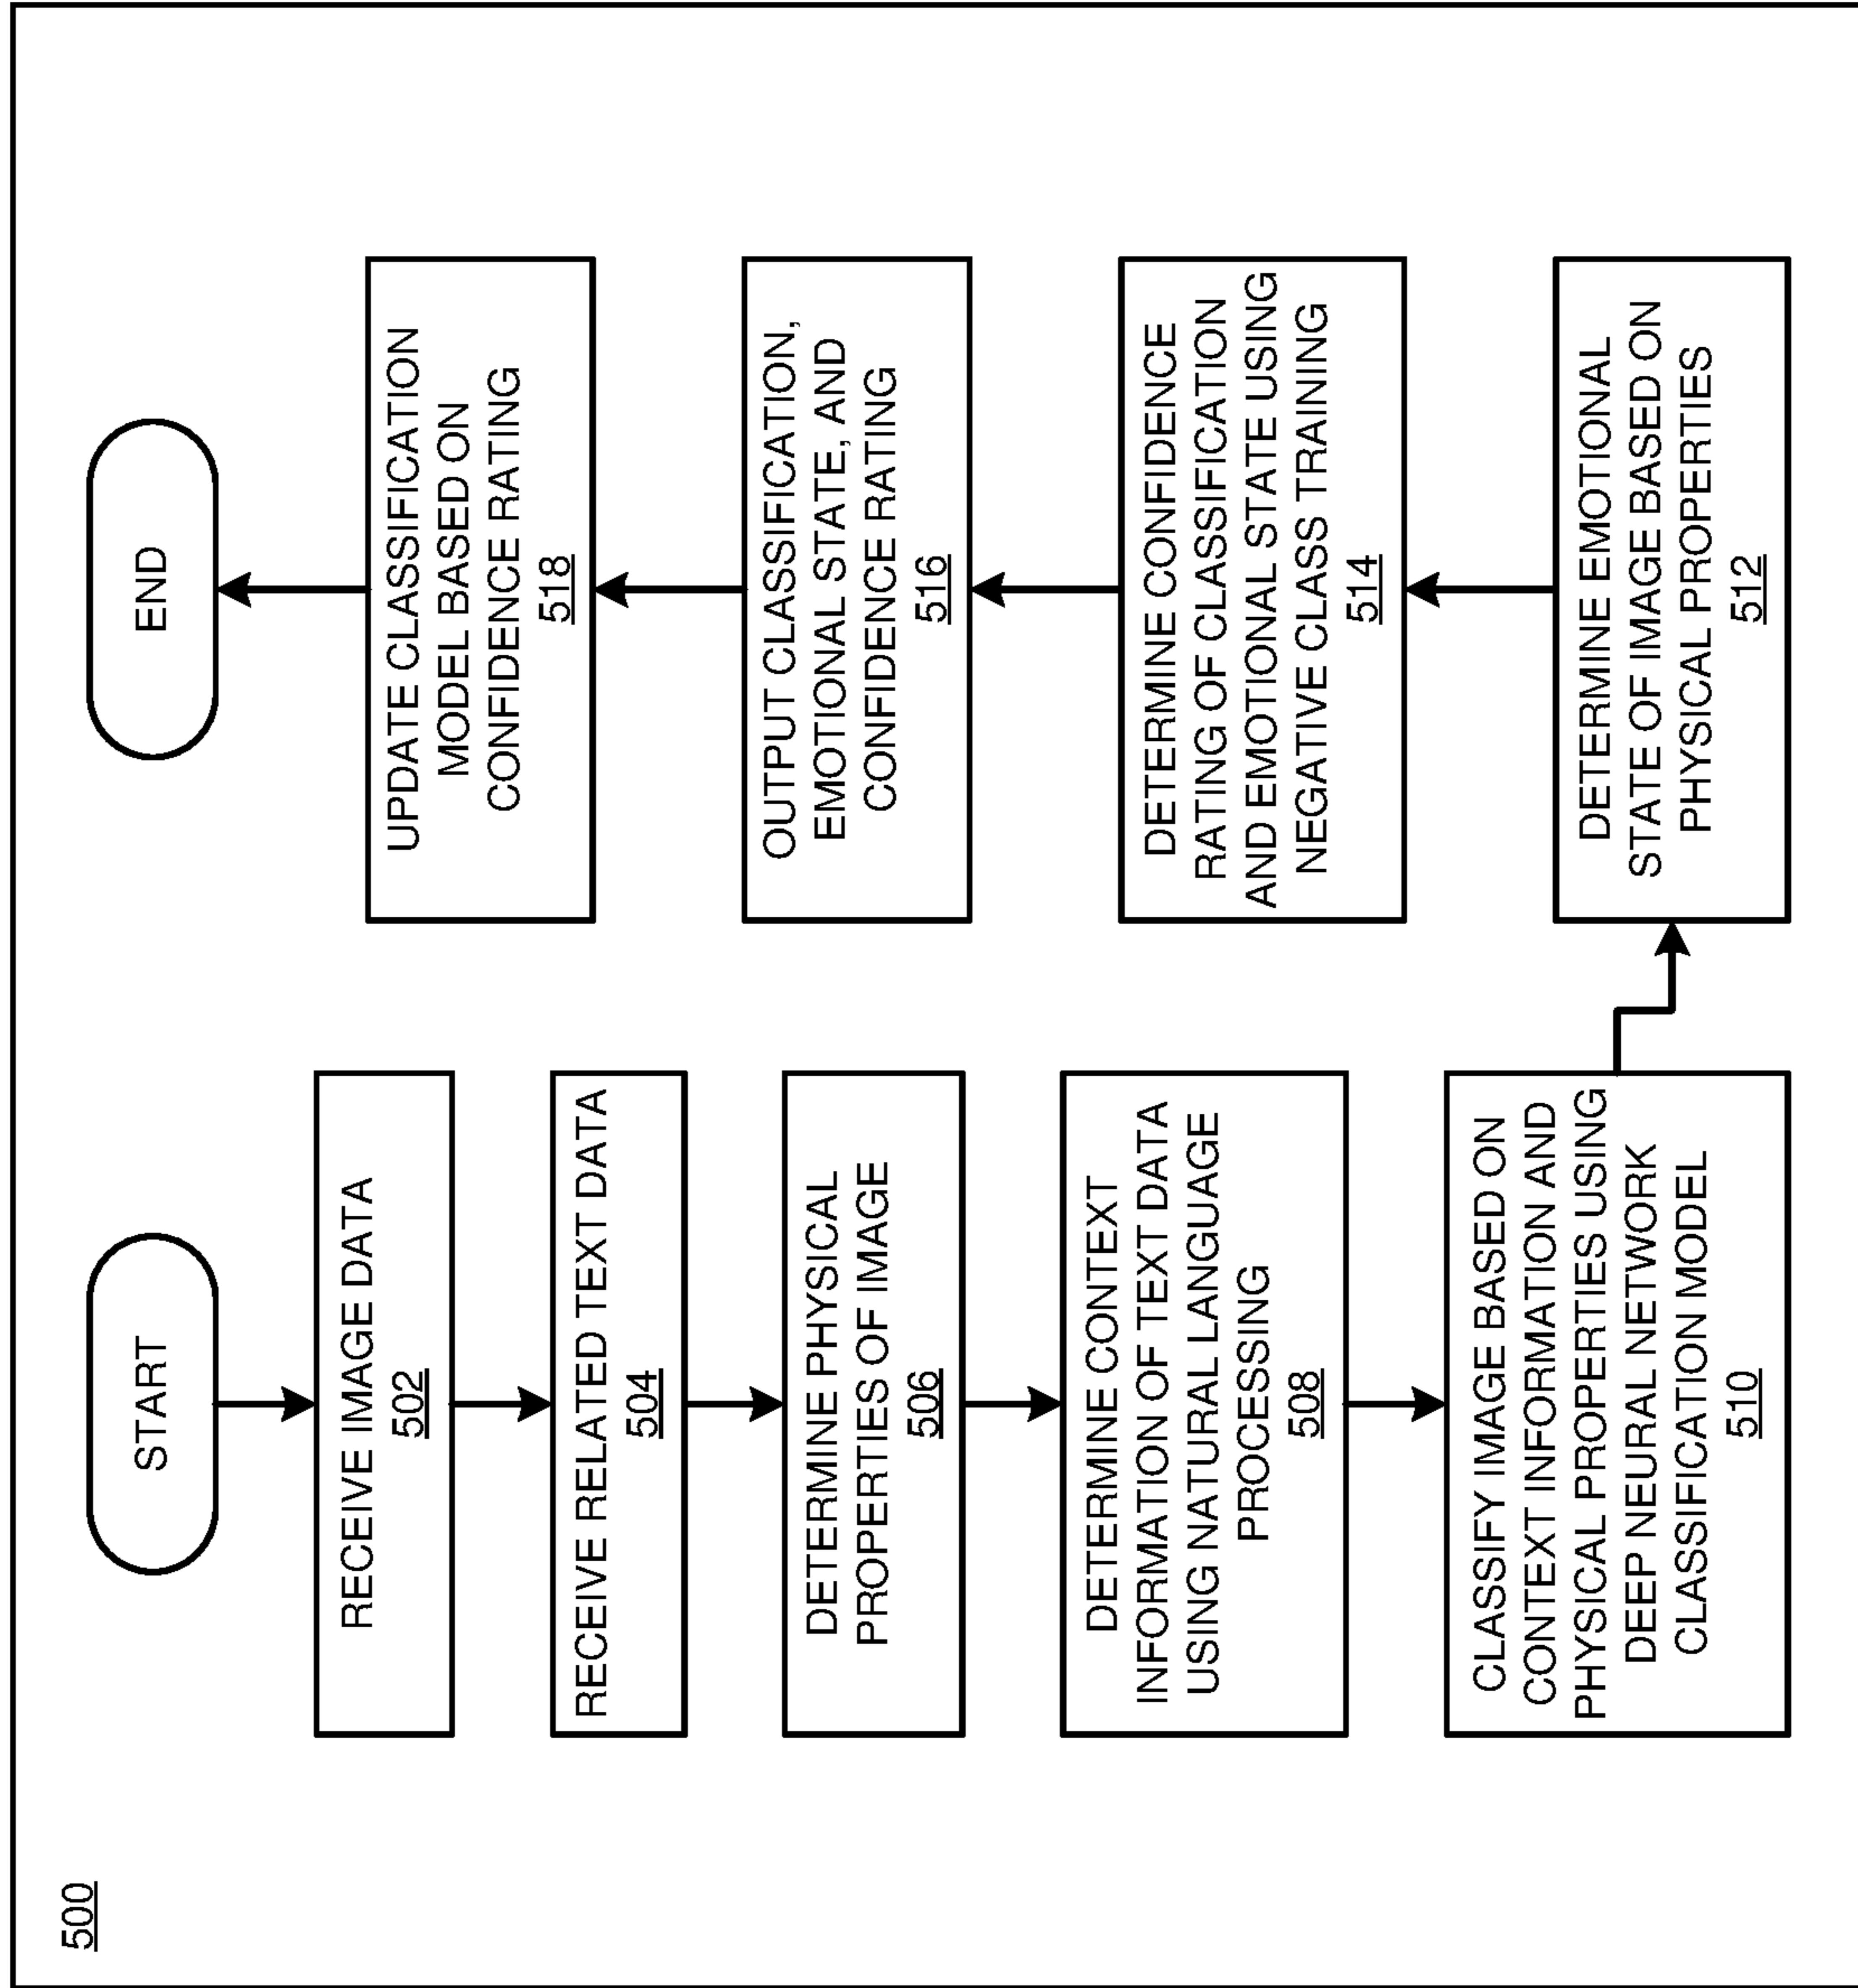 500
START
RECEIVE IMAGE DATA
502
RECEIVE RELATED TEXT DATA
504
DETERMINE PHYSICAL
PROPERTIES OF IMAGE
506
DETERMINE CONTEXT
INFORMATION OF TEXT DATA
USING NATURAL LANGUAGE
PROCESSING
508
CLASSIFY IMAGE BASED ON
CONTEXT INFORMATION AND
PHYSICAL PROPERTIES USING
DEEP NEURAL NETWORK
CLASSIFICATION MODEL
510
DETERMINE EMOTIONAL
STATE OF IMAGE BASED ON
PHYSICAL PROPERTIES
512
DETERMINE CONFIDENCE
RATING OF CLASSIFICATION
AND EMOTIONAL STATE USING
NEGATIVE CLASS TRAINING
514
OUTPUT CLASSIFICATION,
EMOTIONAL STATE, AND
CONFIDENCE RATING
516
UPDATE CLASSIFICATION
MODEL BASED ON
CONFIDENCE RATING
518
END